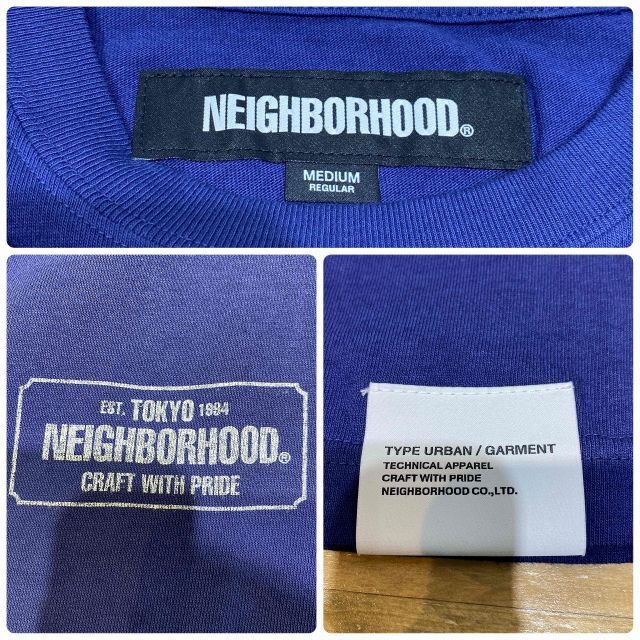 NEIGHBORHOOD®
MEDIUM
REGULAR
EST. TOKYO 1994
NEIGHBORHOOD®
CRAFT WITH PRIDE
TYPE URBAN / GARMENT
TECHNICAL APPAREL
CRAFT WITH PRIDE
NEIGHBORHOOD CO.,LTD.